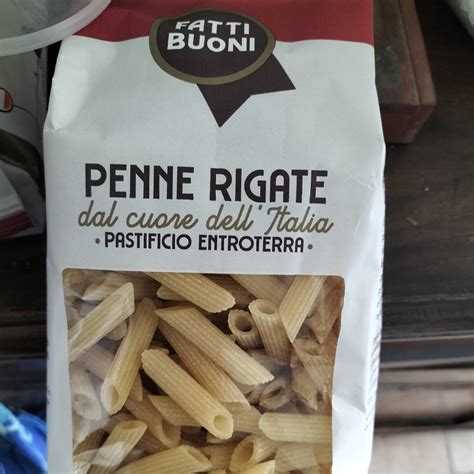 FATTI
BUONI
PENNE RIGATE
dal cuore dell'Italia
• PASTIFICIO ENTROTERRA •